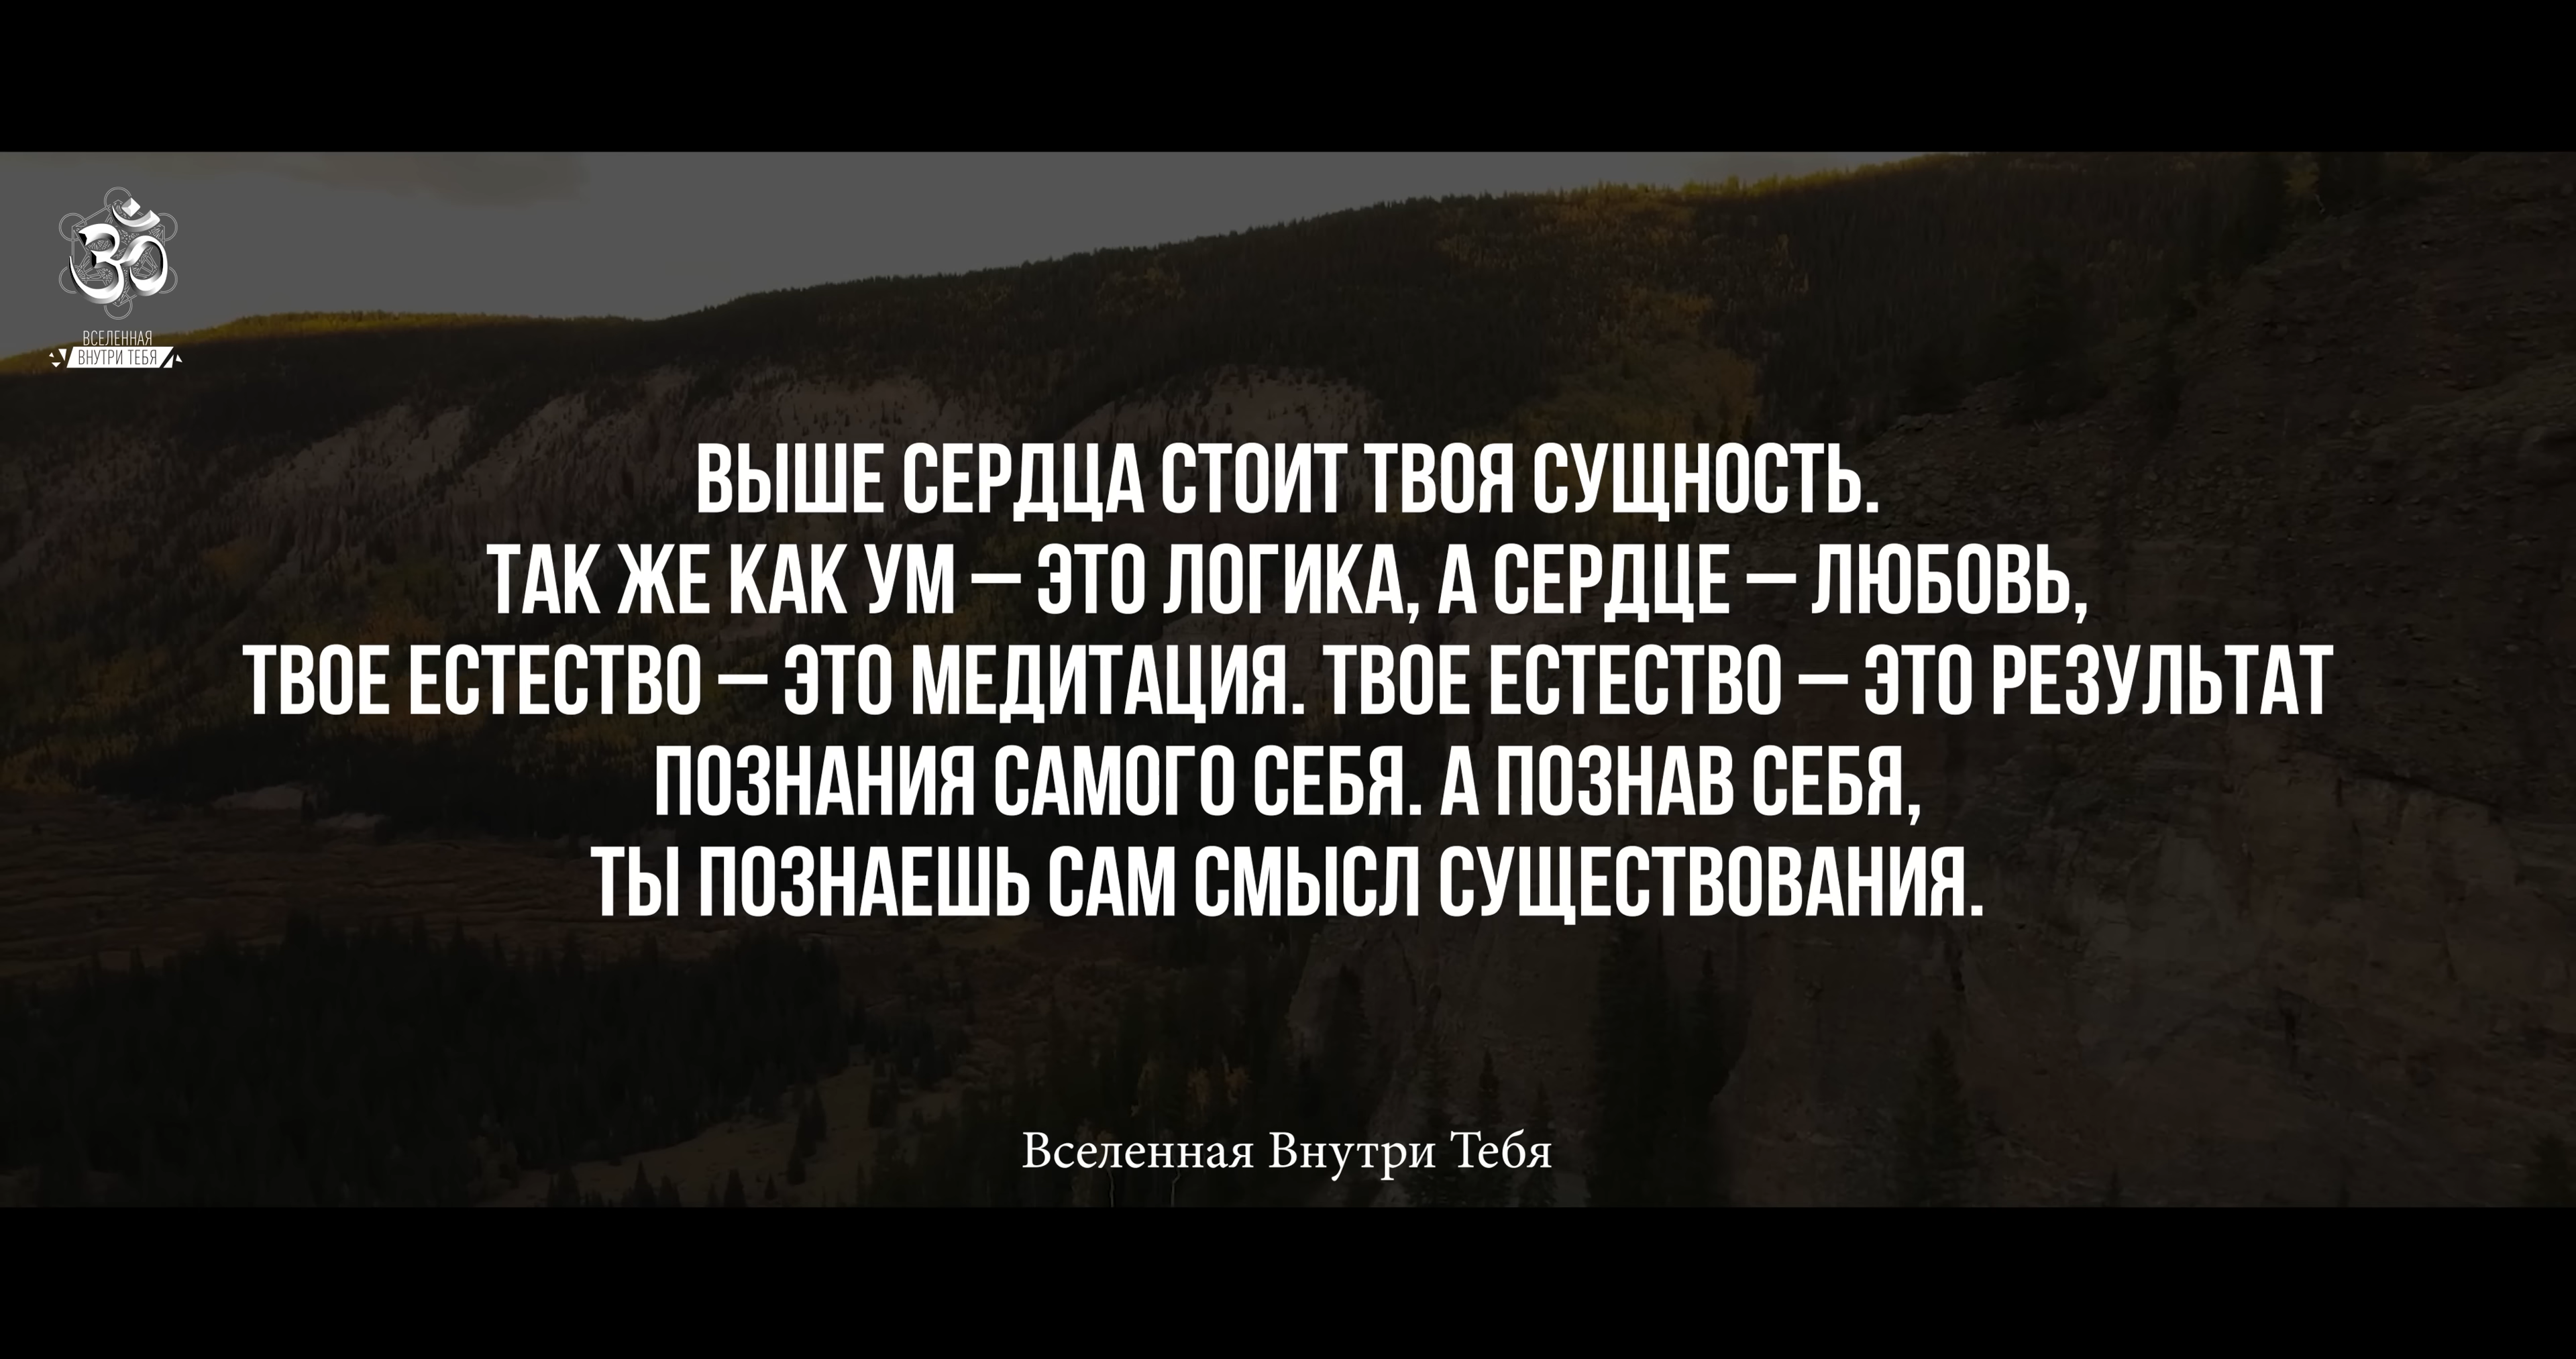 ВСЕЛЕННАЯ
ВНУТРИ ТЕБЯ
ВЫШЕ СЕРДЦА СТОИТ ТВОЯ СУЩНОСТЬ.
ТАК ЖЕ КАК УМ – ЭТО ЛОГИКА, А СЕРДЦЕ – ЛЮБОВЬ,
ТВОЕ ЕСТЕСТВО – ЭТО МЕДИТАЦИЯ. ТВОЕ ЕСТЕСТВО – ЭТО РЕЗУЛЬТАТ
ПОЗНАНИЯ САМОГО СЕБЯ. А ПОЗНАВ СЕБЯ,
ТЫ ПОЗНАЕШЬ САМ СМЫСЛ СУЩЕСТВОВАНИЯ.
Вселенная Внутри Тебя